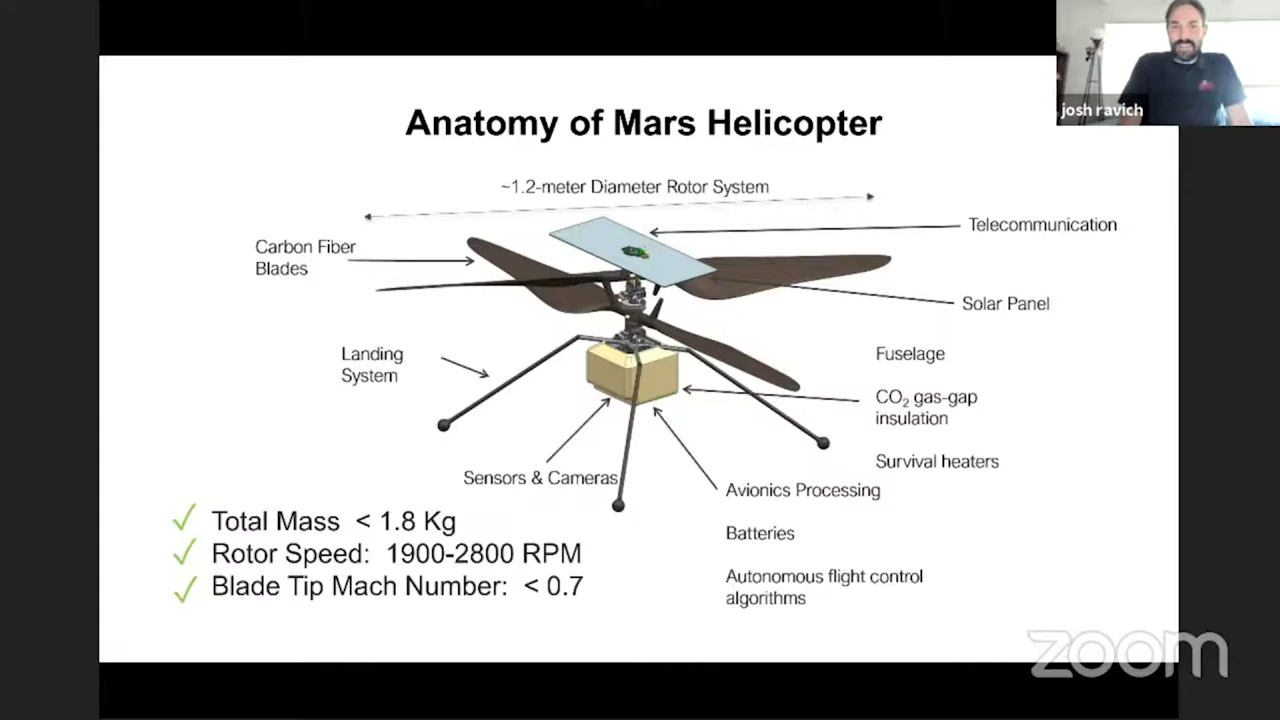 josh ravich
Anatomy of Mars Helicopter
~1.2-meter Diameter Rotor System
Telecommunication
Carbon Fiber
Blades
Solar Panel
Landing
System
Fuselage
CO₂ gas-gap
insulation
Survival heaters
Sensors & Cameras
Avionics Processing
Batteries
Autonomous flight control
algorithms
Total Mass < 1.8 Kg
Rotor Speed: 1900-2800 RPM
Blade Tip Mach Number: < 0.7
zoom